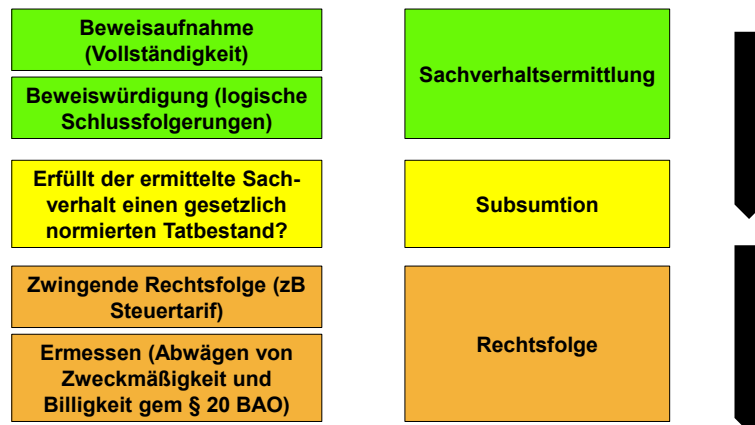 Beweisaufnahme
(Vollständigkeit)
Beweiswürdigung (logische
Schlussfolgerungen)
Sachverhaltsermittlung
Erfüllt der ermittelte Sach-
verhalt einen gesetzlich
normierten Tatbestand?
Subsumtion
Zwingende Rechtsfolge (zB
Steuertarif)
Ermessen (Abwägen von
Zweckmäßigkeit und
Billigkeit gem § 20 BAO)
Rechtsfolge